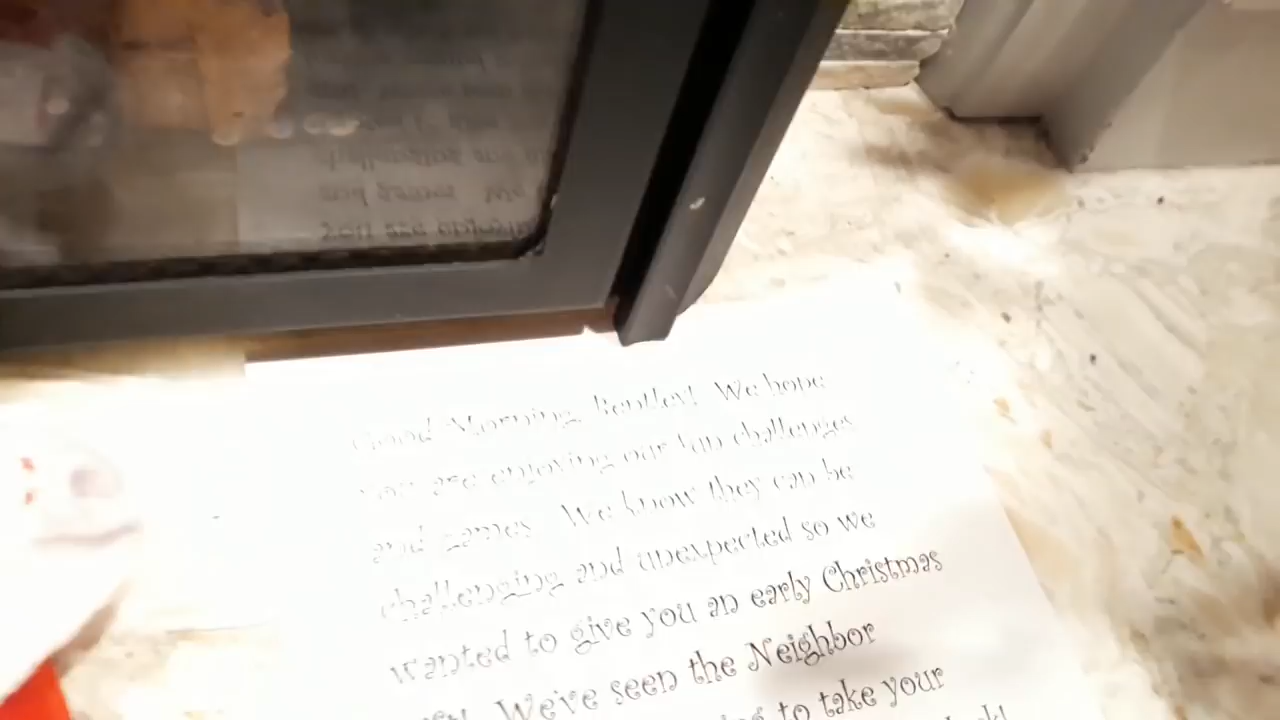 Good Morning, Bentley! We hope
you are enjoying our fun challenges
and games. We know they can be
challenging and unexpected so we
wanted to give you an early Christmas
We've seen the Neighbor
to take your